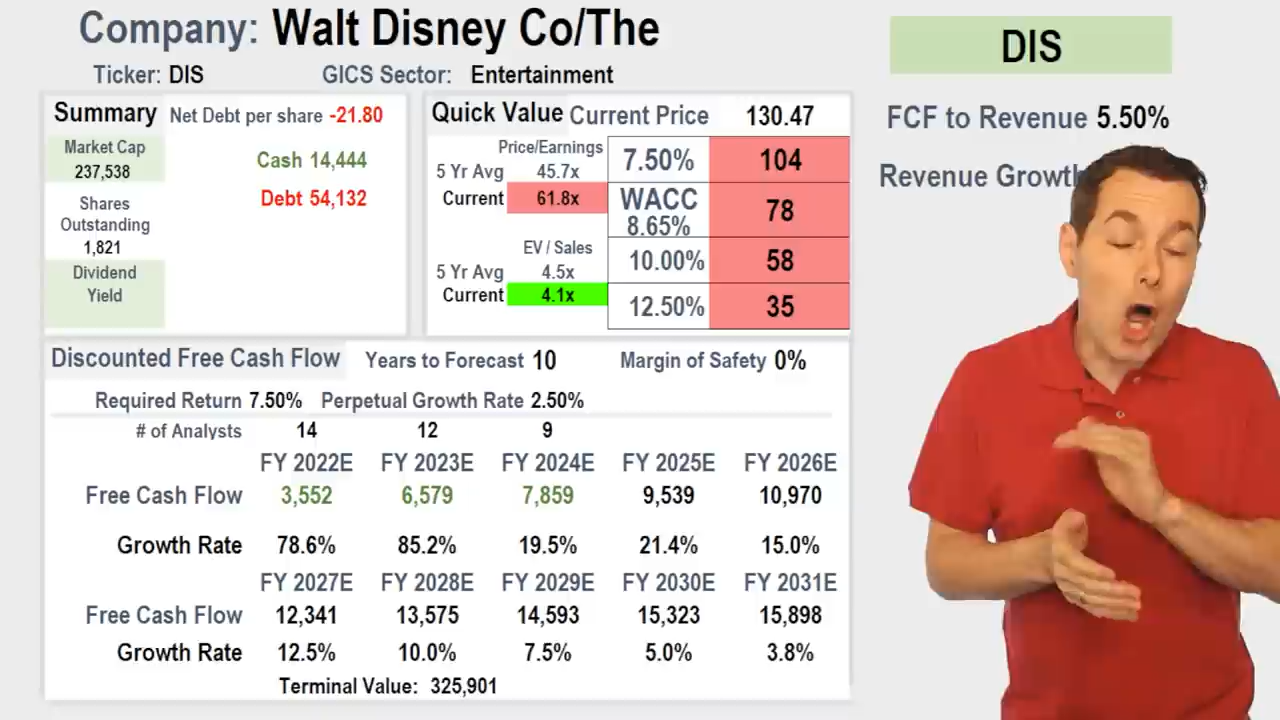 Company: Walt Disney Co/The
Ticker: DIS GICS Sector: Entertainment
Summary Net Debt per share -21.80
Market Cap
237,538
Cash 14,444
Debt 54,132
Shares
Outstanding
1,821
Dividend
Yield
Quick Value Current Price 130.47
Price/Earnings
5 Yr Avg 45.7x
Current 61.8x
EV / Sales
5 Yr Avg 4.5x
Current 4.1x
7.50% 104
WACC
8.65% 78
10.00% 58
12.50% 35
Discounted Free Cash Flow Years to Forecast 10 Margin of Safety 0%
Required Return 7.50% Perpetual Growth Rate 2.50%
# of Analysts 14 12 9
FY 2022E FY 2023E FY 2024E FY 2025E FY 2026E
Free Cash Flow 3,552 6,579 7,859 9,539 10,970
Growth Rate 78.6% 85.2% 19.5% 21.4% 15.0%
FY 2027E FY 2028E FY 2029E FY 2030E FY 2031E
Free Cash Flow 12,341 13,575 14,593 15,323 15,898
Growth Rate 12.5% 10.0% 7.5% 5.0% 3.8%
Terminal Value: 325,901
DIS
FCF to Revenue 5.50%
Revenue Growth